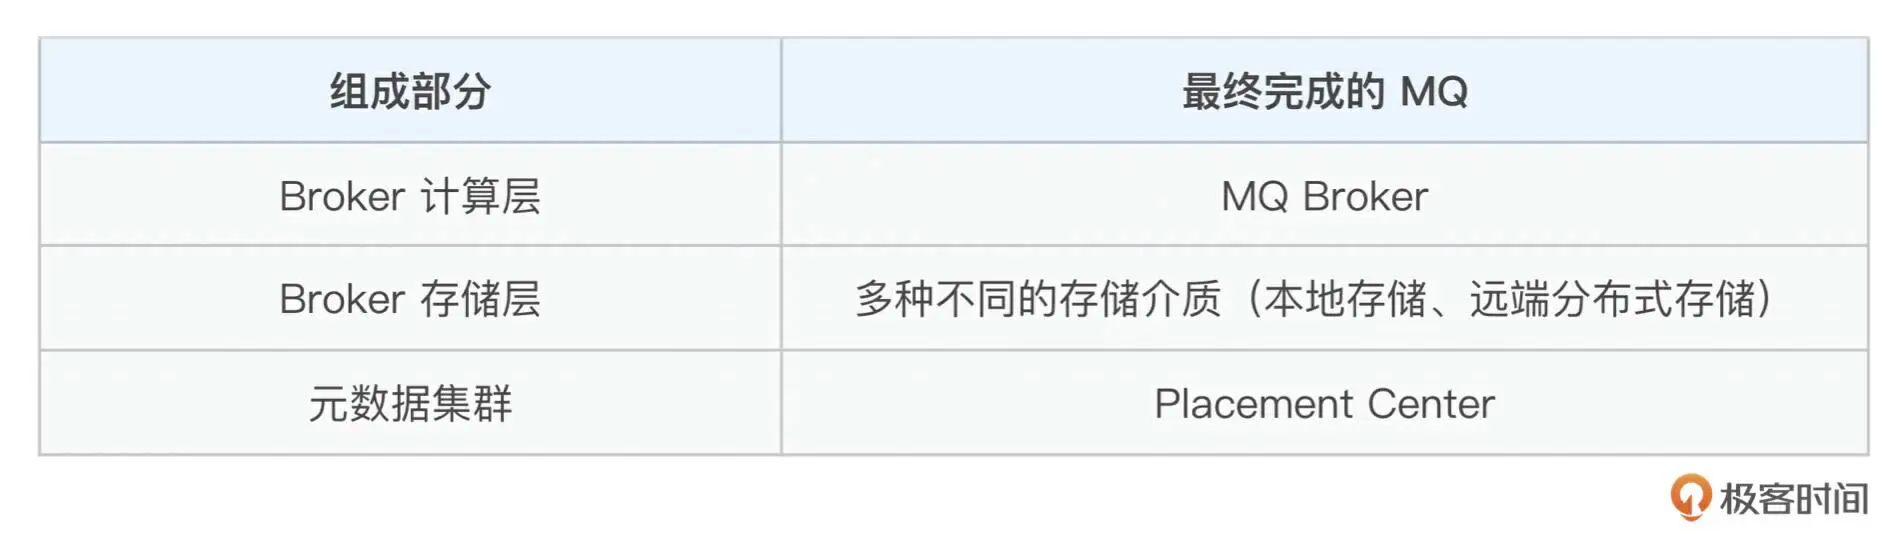 组成部分
最终完成的 MQ
Broker 计算层
MQ Broker
Broker 存储层
多种不同的存储介质（本地存储、远端分布式存储）
元数据集群
Placement Center
极客时间